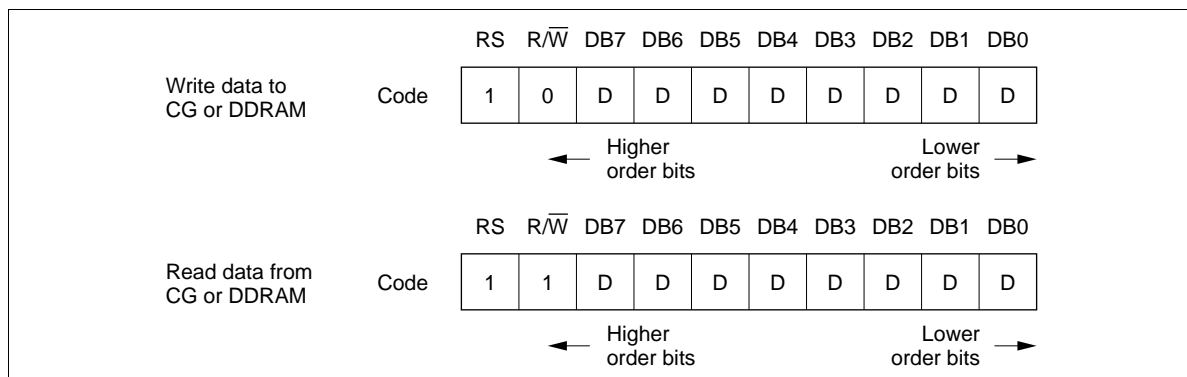 RS R/W̅ DB7 DB6 DB5 DB4 DB3 DB2 DB1 DB0
Write data to
CG or DDRAM
Code 1 0 D D D D D D D D
Higher
order bits
Lower
order bits
RS R/W̅ DB7 DB6 DB5 DB4 DB3 DB2 DB1 DB0
Read data from
CG or DDRAM
Code 1 1 D D D D D D D D
Higher
order bits
Lower
order bits